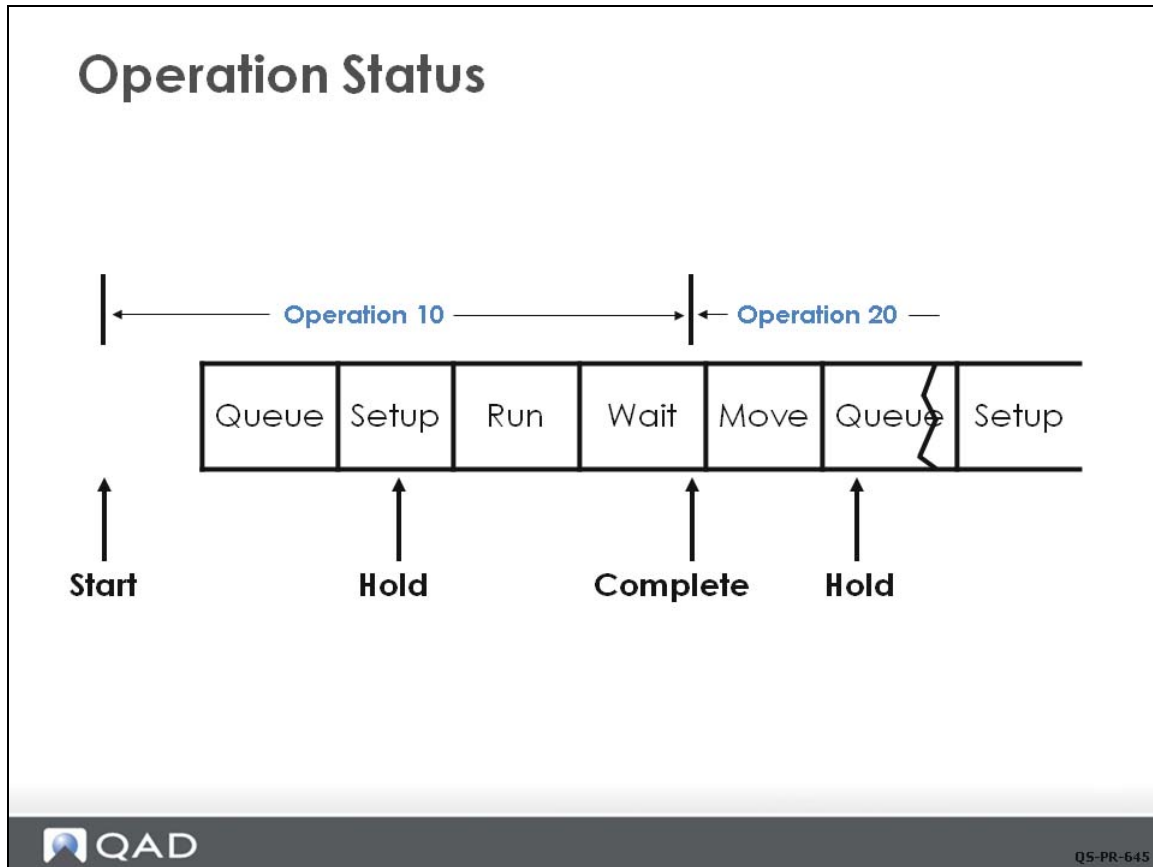 Operation Status
Operation 10 Operation 20
Queue Setup Run Wait Move Queue Setup
Start Hold Complete Hold
QAD
QS-PR-645